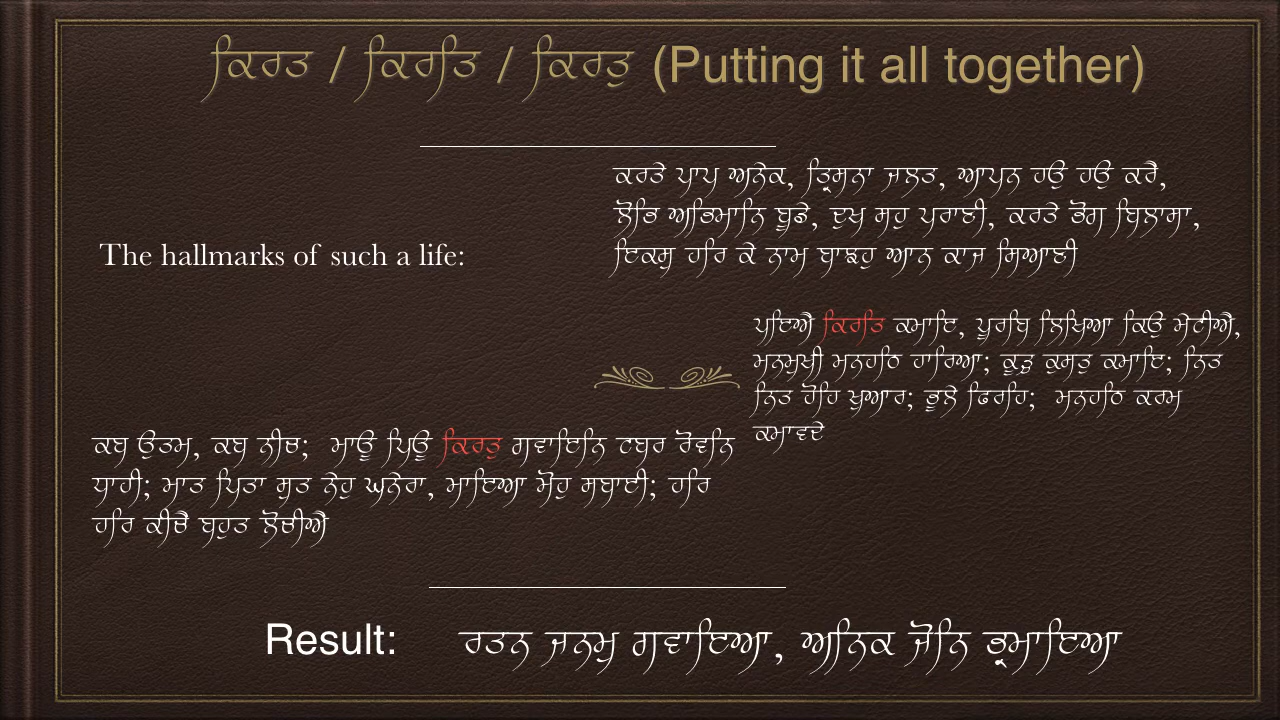 ਕਿਰਤ / ਕਿਰਤਿ / ਕਿਰਤੁ (Putting it all together)
ਕਰਤੇ ਪਾਪ ਅਨੇਕ, ਤ੍ਰਿਸਨਾ ਜਲਤ, ਆਪਨ ਹਉ ਹਉ ਕਰੈ,
ਲੋਭਿ ਅਭਿਮਾਨਿ ਬੂਡੇ, ਦੁਖ ਸਹੁ ਪਰਾਣੀ, ਕਰਤੇ ਭੋਗ ਬਿਲਾਸਾ,
ਇਕਸੁ ਹਰਿ ਕੇ ਨਾਮ ਬਾਝਹੁ ਆਨ ਕਾਜ ਸਿਆਣੀ
The hallmarks of such a life:
ਪਇਐ ਕਿਰਤਿ ਕਮਾਇ, ਪੂਰਬਿ ਲਿਖਿਆ ਕਿਉ ਮੇਟੀਐ,
ਮਨਮੁਖੀ ਮਨਹਠਿ ਹਾਰਿਆ; ਕੂੜੁ ਕੁਸਤੁ ਕਮਾਇ; ਨਿਤ
ਨਿਤ ਹੋਹਿ ਖੁਆਰ; ਭੂਲੇ ਫਿਰਹਿ; ਮਨਹਠਿ ਕਰਮ
ਕਮਾਵਦੇ
ਕਬ ਉਤਮ, ਕਬ ਨੀਚ; ਮਾਊ ਪਿਊ ਕਿਰਤੁ ਗਵਾਇਨਿ ਟਬਰ ਰੋਵਨਿ
ਧਾਹੀ; ਮਾਤ ਪਿਤਾ ਸੁਤ ਨੇਹੁ ਘਨੇਰਾ, ਮਾਇਆ ਮੋਹੁ ਸਬਾਈ; ਹਰਿ
ਹਰਿ ਕੀਚੈ ਬਹੁਤ ਲੋਚੀਐ
Result: ਰਤਨ ਜਨਮੁ ਗਵਾਇਆ, ਅਨਿਕ ਜੋਨਿ ਭ੍ਰਮਾਇਆ